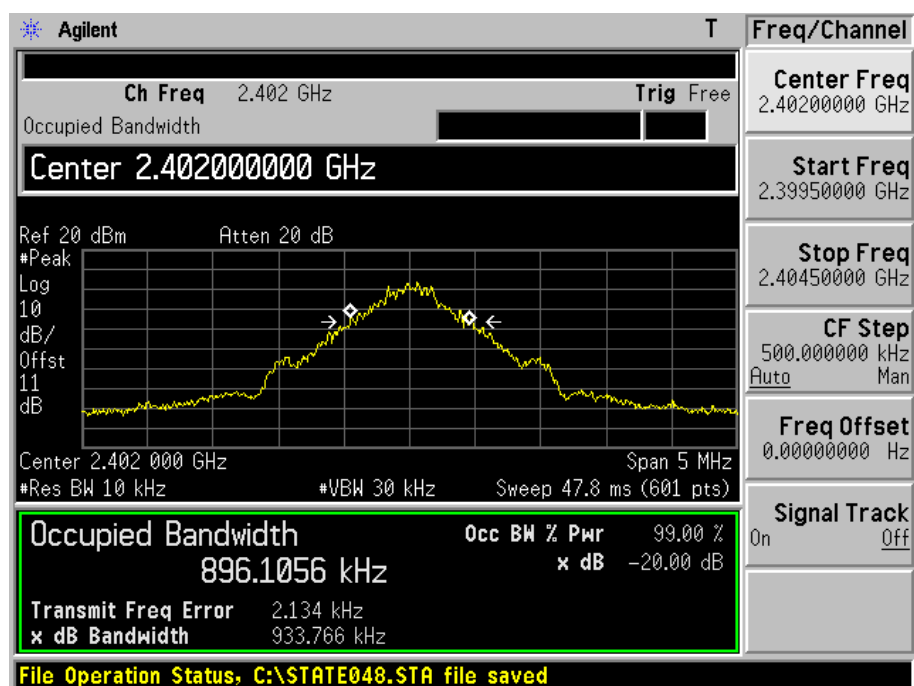 Agilent T Freq/Channel
Ch Freq 2.402 GHz Trig Free
Occupied Bandwidth
Center 2.402000000 GHz
Ref 20 dBm Atten 20 dB
#Peak
Log
10
dB/
Offst
11
dB
Center 2.402 000 GHz Span 5 MHz
#Res BW 10 kHz #VBW 30 kHz Sweep 47.8 ms (601 pts)
Occupied Bandwidth Occ BW % Pwr 99.00 %
896.1056 kHz x dB -20.00 dB
Transmit Freq Error 2.134 kHz
x dB Bandwidth 933.766 kHz
File Operation Status, C:\STATE048.STA file saved
Center Freq
2.40200000 GHz
Start Freq
2.39950000 GHz
Stop Freq
2.40450000 GHz
CF Step
500.000000 kHz
Auto Man
Freq Offset
0.00000000 Hz
Signal Track
On Off